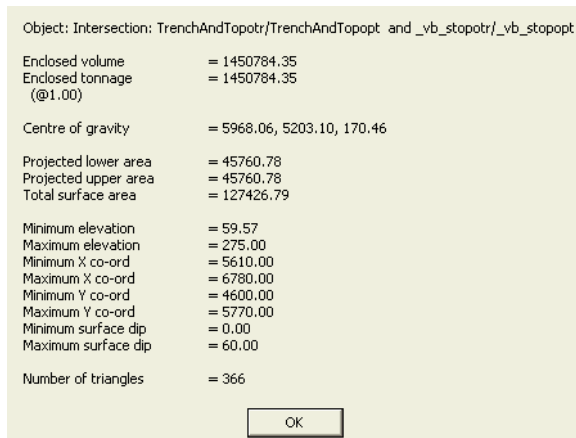 Object: Intersection: TrenchAndTopotr/TrenchAndTopopt and _vb_stopotr/_vb_stopopt
Enclosed volume = 1450784.35
Enclosed tonnage = 1450784.35
(@1.00)
Centre of gravity = 5968.06, 5203.10, 170.46
Projected lower area = 45760.78
Projected upper area = 45760.78
Total surface area = 127426.79
Minimum elevation = 59.57
Maximum elevation = 275.00
Minimum X co-ord = 5610.00
Maximum X co-ord = 6780.00
Minimum Y co-ord = 4600.00
Maximum Y co-ord = 5770.00
Minimum surface dip = 0.00
Maximum surface dip = 60.00
Number of triangles = 366
OK